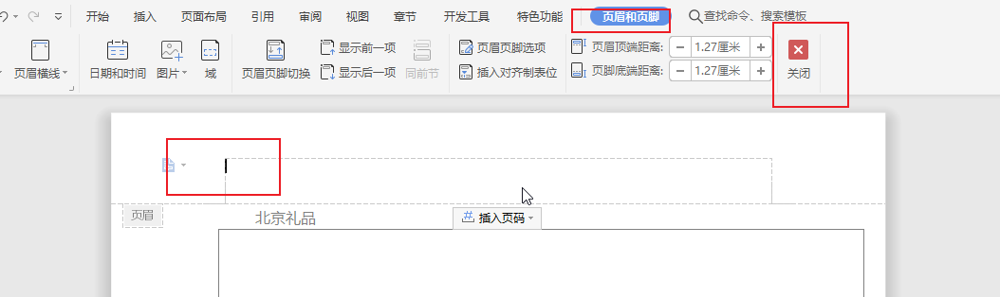 开始 插入 页面布局 引用 审阅 视图 章节 开发工具 特色功能 页眉和页脚 查找命令、搜索模板
页眉横线 日期和时间 图片 域 页眉页脚切换 显示前一项 显示后一项 同前节 页眉页脚选项 插入对齐制表位 页眉顶端距离: 1.27厘米 页脚底端距离: 1.27厘米 关闭
页眉
北京礼品
插入页码